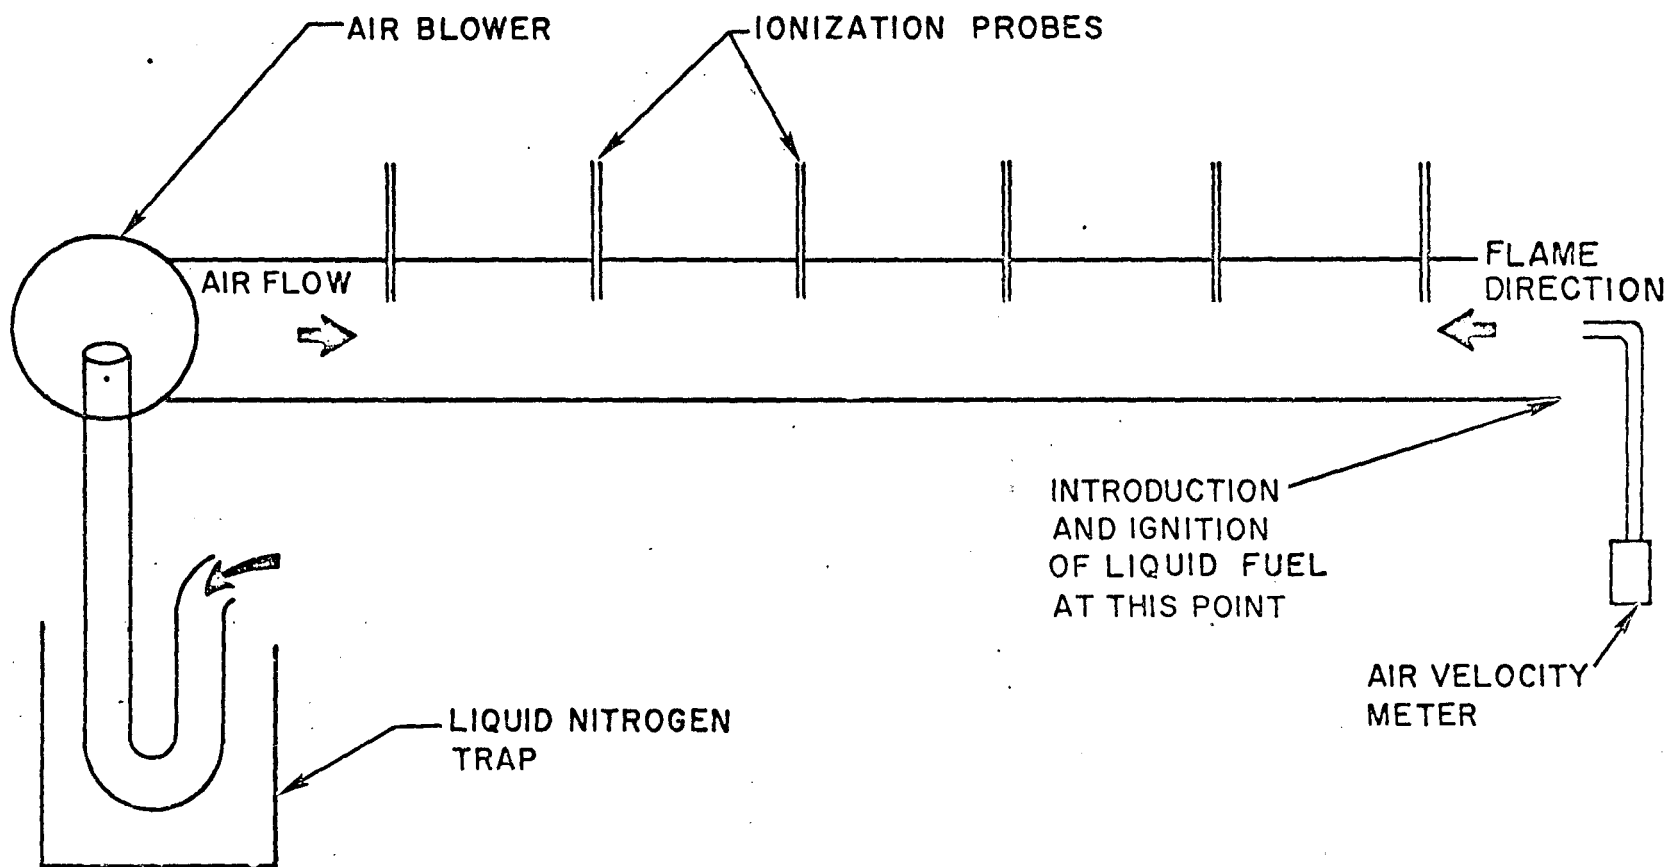 AIR BLOWER
IONIZATION PROBES
AIR FLOW
FLAME
DIRECTION
INTRODUCTION
AND IGNITION
OF LIQUID FUEL
AT THIS POINT
AIR VELOCITY
METER
LIQUID NITROGEN
TRAP